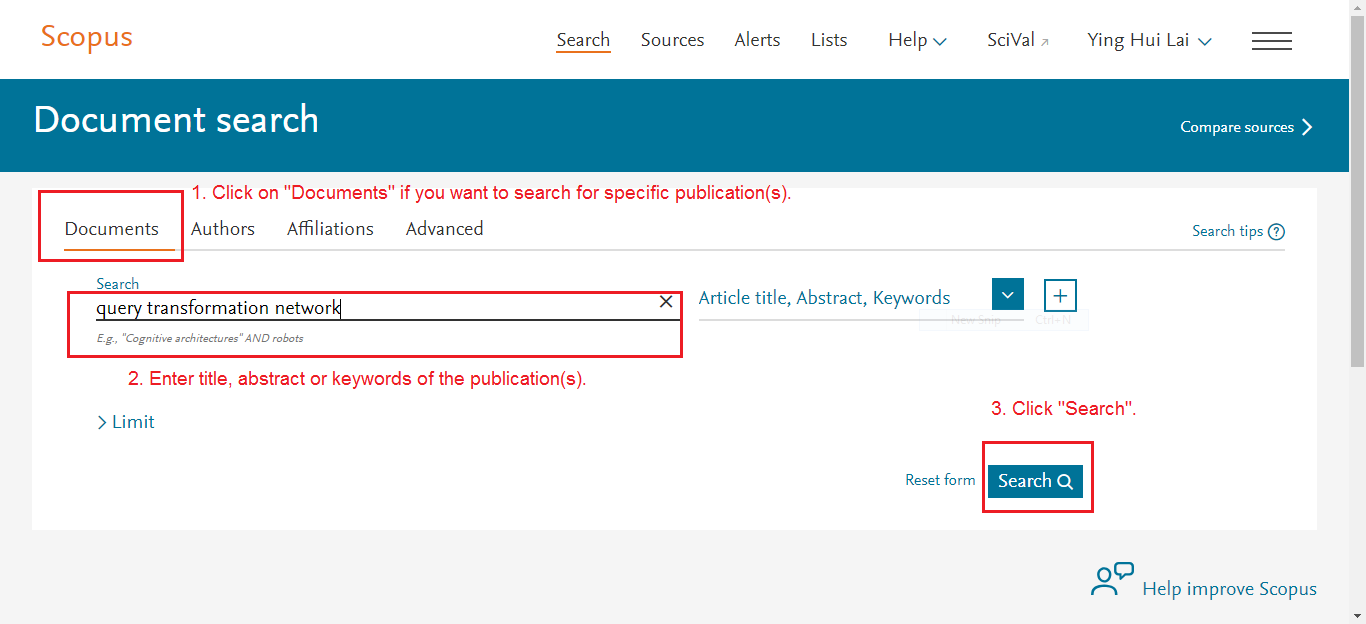 Scopus
Search Sources Alerts Lists Help SciVal Ying Hui Lai
Document search
Compare sources
1. Click on "Documents" if you want to search for specific publication(s).
Documents Authors Affiliations Advanced
Search tips ?
Search
query transformation network
Article title, Abstract, Keywords
New Snip Ctrl+N
E.g., "Cognitive architectures" AND robots
2. Enter title, abstract or keywords of the publication(s).
3. Click "Search".
Limit
Reset form Search
Help improve Scopus